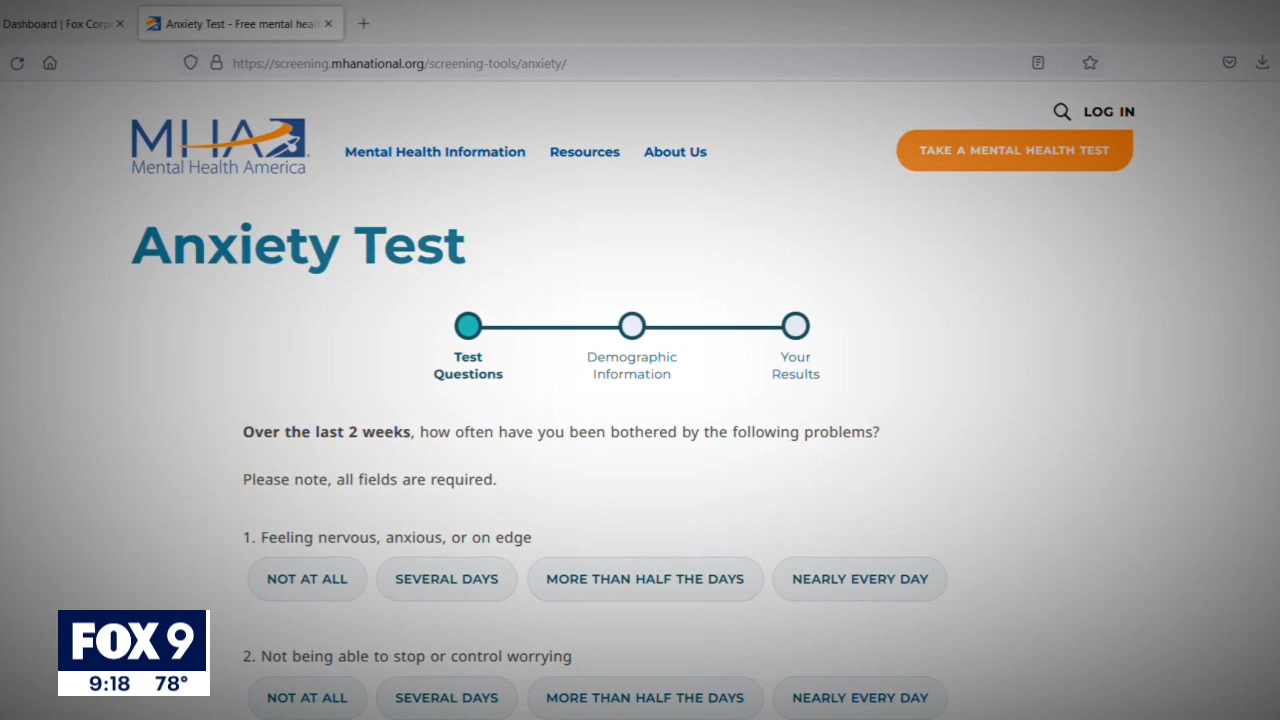 Dashboard | Fox Corp
Anxiety Test - Free mental heal
https://screening.mhanational.org/screening-tools/anxiety/
LOG IN
MHA
Mental Health America
Mental Health Information
Resources
About Us
TAKE A MENTAL HEALTH TEST
Anxiety Test
Test
Questions
Demographic
Information
Your
Results
Over the last 2 weeks, how often have you been bothered by the following problems?
Please note, all fields are required.
1. Feeling nervous, anxious, or on edge
NOT AT ALL
SEVERAL DAYS
MORE THAN HALF THE DAYS
NEARLY EVERY DAY
2. Not being able to stop or control worrying
NOT AT ALL
SEVERAL DAYS
MORE THAN HALF THE DAYS
NEARLY EVERY DAY
FOX 9
9:18 78°